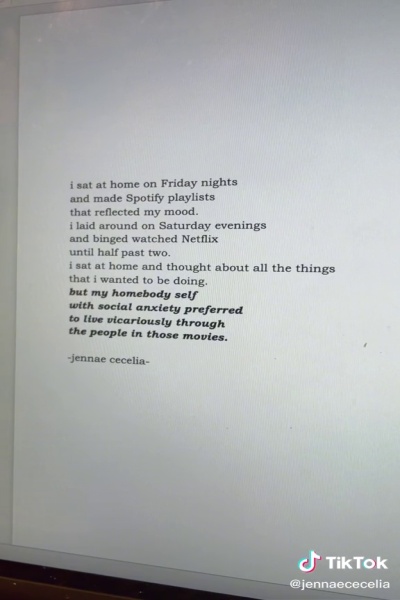 i sat at home on Friday nights
and made Spotify playlists
that reflected my mood.
i laid around on Saturday evenings
and binged watched Netflix
until half past two.
i sat at home and thought about all the things
that i wanted to be doing.
but my homebody self
with social anxiety preferred
to live vicariously through
the people in those movies.
-jennae cecelia-
TikTok
@jennaececelia